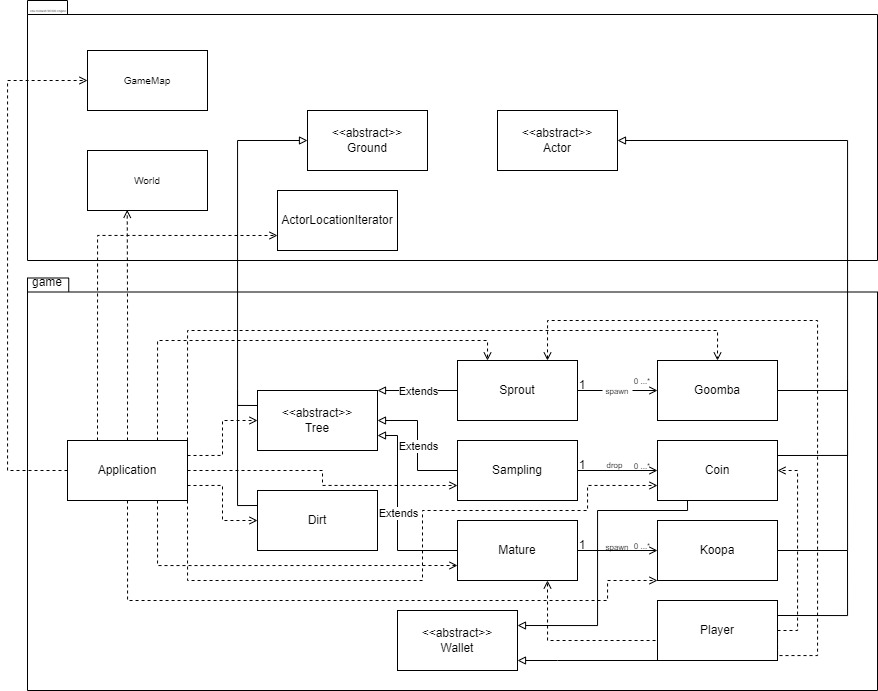 GameMap
<<abstract>>
Ground
<<abstract>>
Actor
World
ActorLocationIterator
game
Extends
Sprout
1
spawn
0 ...*
Goomba
<<abstract>>
Tree
Extends
Application
Sampling
1
drop
0 ...*
Coin
Extends
Dirt
Mature
1
spawn
0 ...*
Koopa
<<abstract>>
Wallet
Player